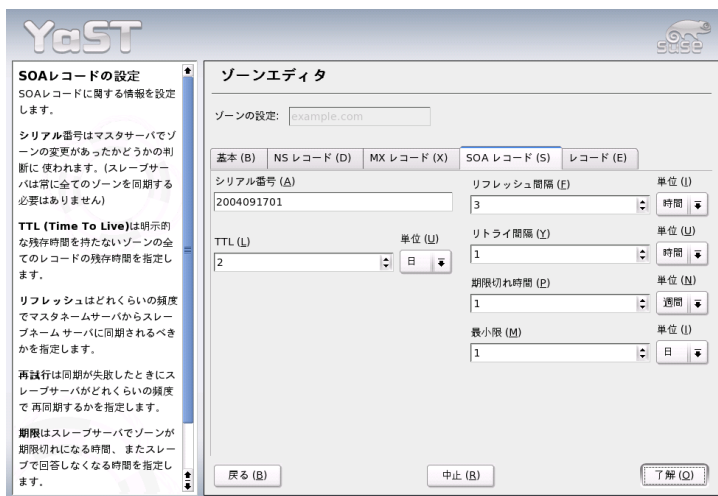 YaST
SUSE
SOAレコードの設定
SOAレコードに関する情報を設定
します。
シリアル番号はマスタサーバでゾ
ーンの変更があったかどうかの判
断に 使われます。(スレーブサー
バは常に全てのゾーンを同期する
必要はありません)
TTL (Time To Live)は明示的
な残存時間を持たないゾーンの全
てのレコードの残存時間を指定し
ます。
リフレッシュはどれくらいの頻度
でマスタネームサーバからスレー
ブネーム サーバに同期されるべき
かを指定します。
再試行は同期が失敗したときにス
レーブサーバがどれくらいの頻度
で 再同期するかを指定します。
期限はスレーブサーバでゾーンが
期限切れになる時間、 またスレー
ブで回答しなくなる時間を指定し
ます。
ゾーンエディタ
ゾーンの設定: example.com
基本 (B) NS レコード (D) MX レコード (X) SOA レコード (S) レコード (E)
シリアル番号 (A)
2004091701
TTL (L) 単位 (U)
2 日
リフレッシュ間隔 (F) 単位 (I)
3 時間
リトライ間隔 (Y) 単位 (U)
1 時間
期限切れ時間 (P) 単位 (N)
1 週間
最小限 (M) 単位 (I)
1 日
戻る (B) 中止 (R) 了解 (O)